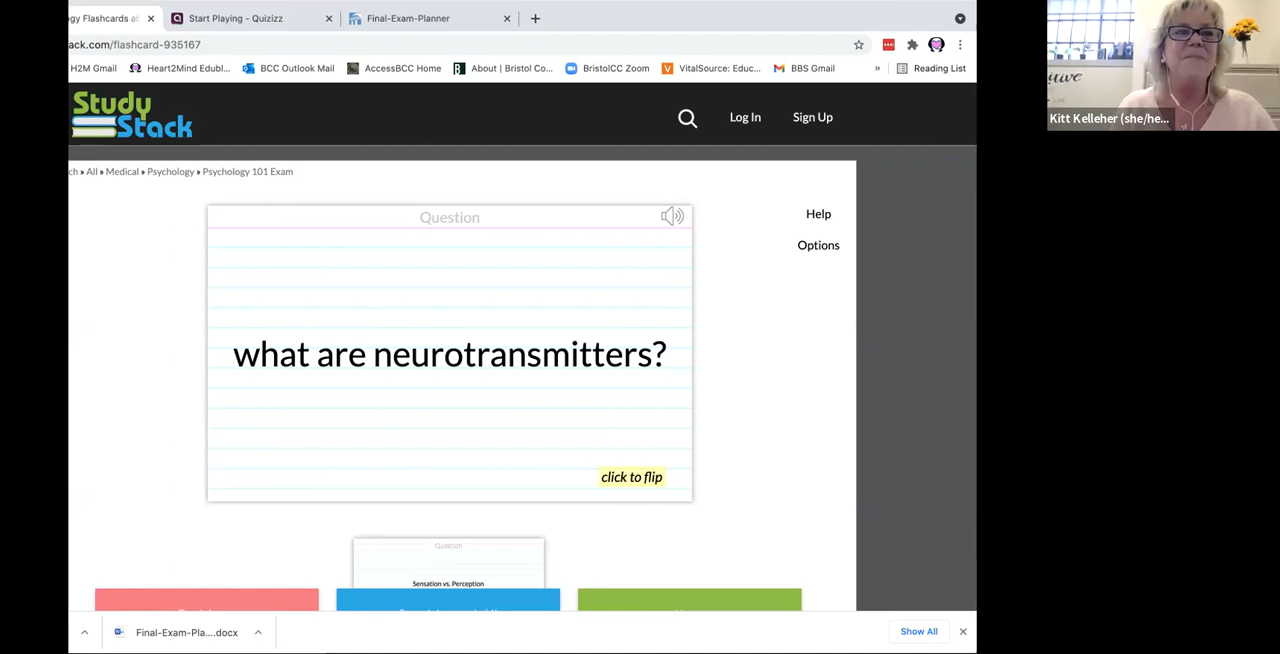 gy Flashcards a
Start Playing - Quizizz
Final-Exam-Planner
ack.com/flashcard-935167
H2M Gmail
Heart2Mind Edubl...
BCC Outlook Mail
AccessBCC Home
About | Bristol Co...
BristolCC Zoom
VitalSource: Educ...
BBS Gmail
»
Reading List
Study
Stack
Log In
Sign Up
ch » All » Medical » Psychology » Psychology 101 Exam
Question
Help
Options
what are neurotransmitters?
click to flip
Question
Sensation vs. Perception
Final-Exam-Pla....docx
Show All
Kitt Kelleher (she/he...